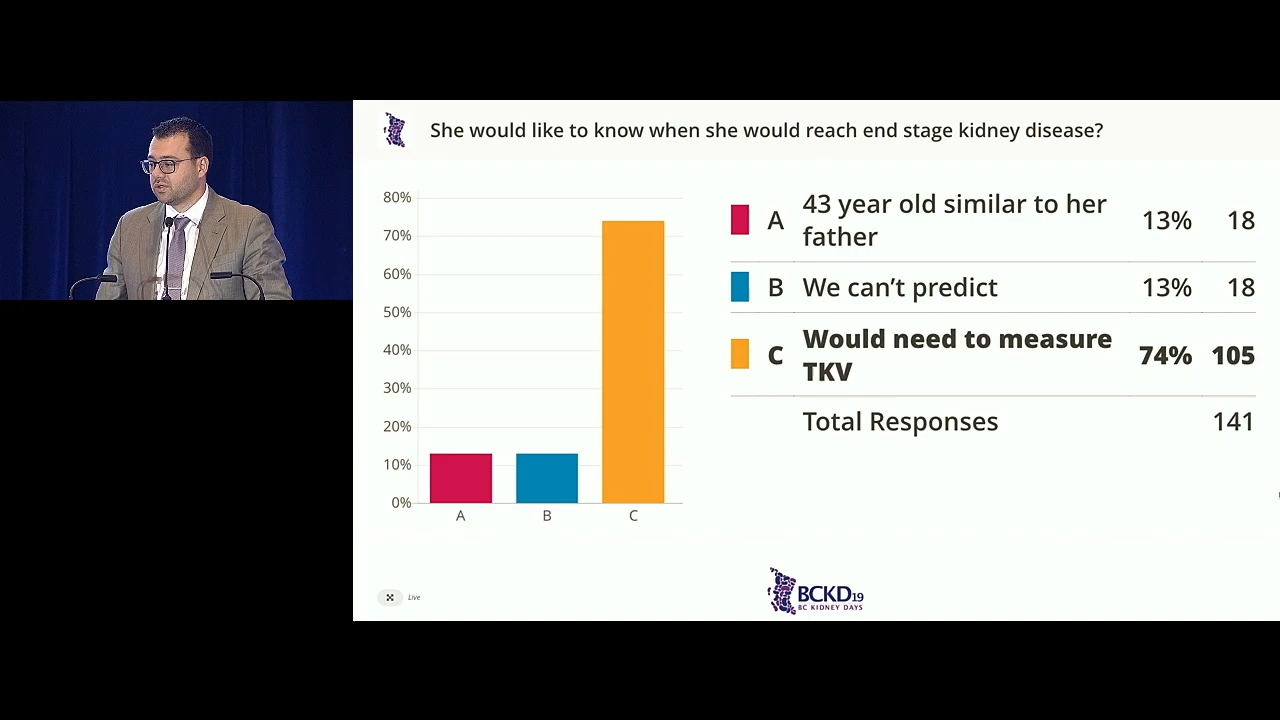 She would like to know when she would reach end stage kidney disease?
80%
70%
60%
50%
40%
30%
20%
10%
0%
A
B
C
A 43 year old similar to her father 13% 18
B We can’t predict 13% 18
C Would need to measure TKV 74% 105
Total Responses 141
Live
BCKD19
BC KIDNEY DAYS